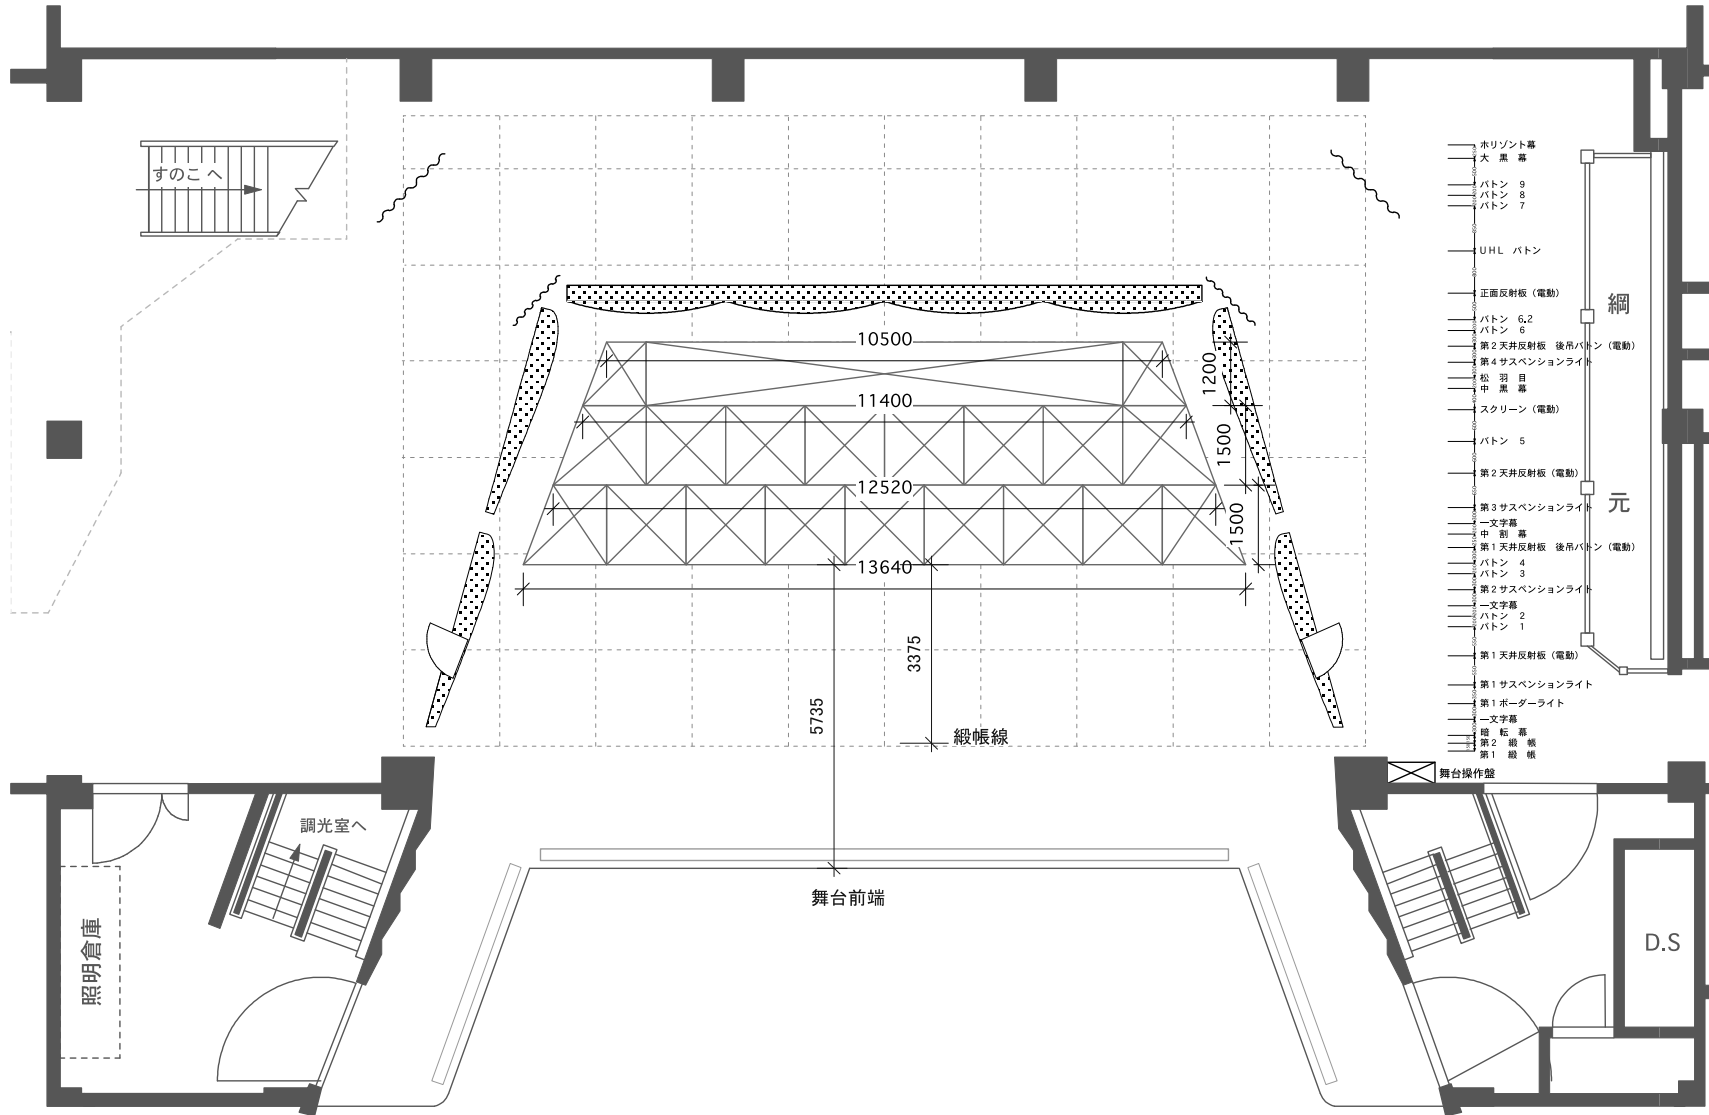 すのこ へ
ホリゾント幕
大 黒 幕
バトン 9
バトン 8
バトン 7
UHL バトン
正面反射板（電動）
バトン 6.2
バトン 6
第2天井反射板 後吊バトン（電動）
第4サスペンションライト
松 羽 目
中 黒 幕
スクリーン（電動）
バトン 5
第2天井反射板（電動）
第3サスペンションライト
一文字幕
中 割 幕
第1天井反射板 後吊バトン（電動）
バトン 4
バトン 3
第2サスペンションライト
一文字幕
バトン 2
バトン 1
第1天井反射板（電動）
第1サスペンションライト
第1ボーダーライト
一文字幕
暗 転 幕
第2 緞 帳
第1 緞 帳
綱
元
10500
1200
11400
1500
12520
1500
13640
3375
5735
緞帳線
舞台操作盤
調光室へ
舞台前端
照明倉庫
D.S